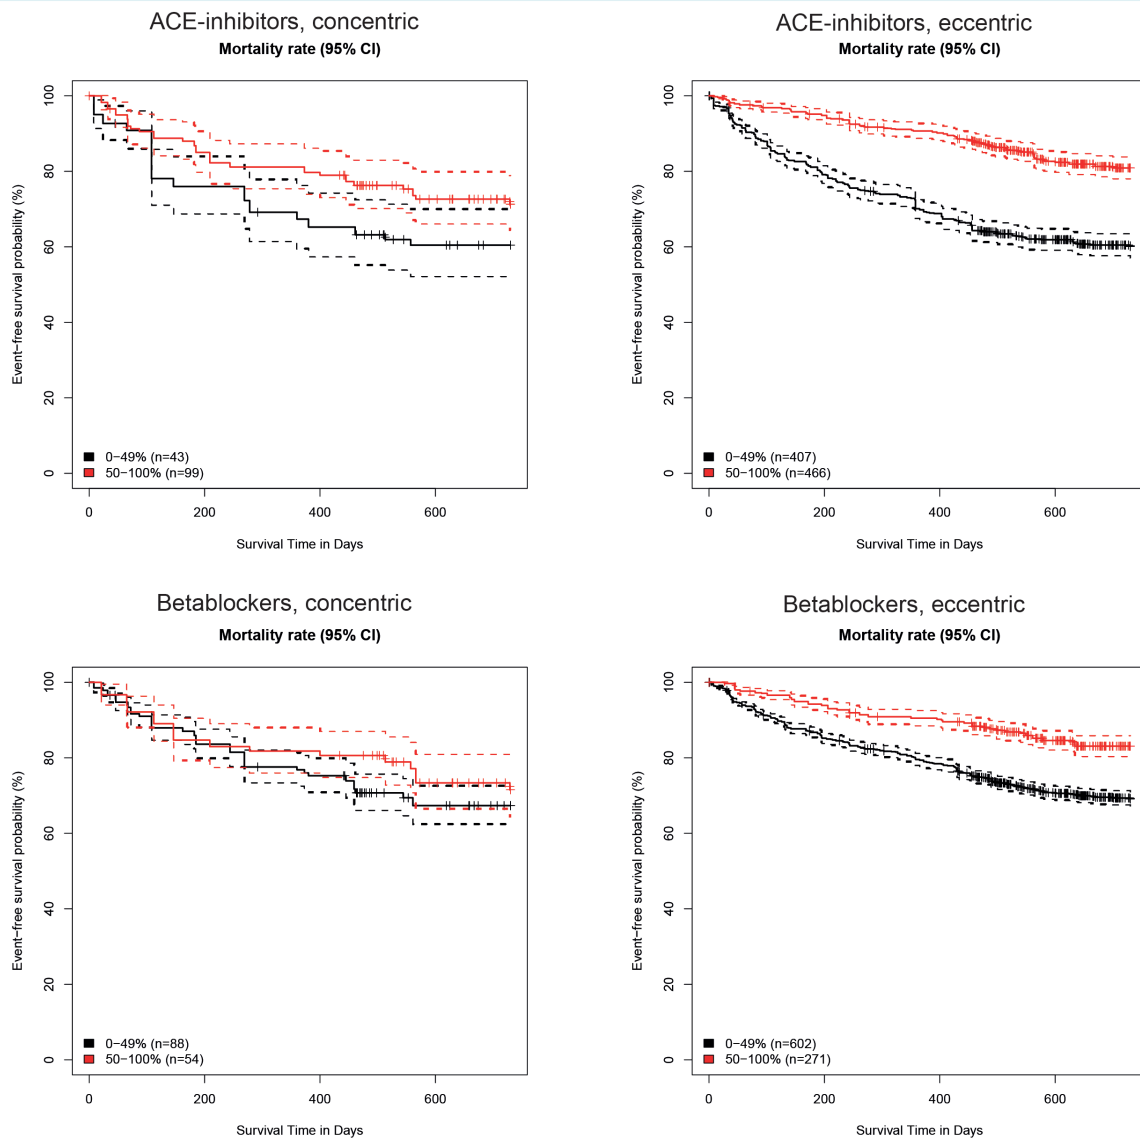 ACE-inhibitors, concentric
Mortality rate (95% CI)
Event−free survival probability (%)
100
80
60
40
20
0
0−49% (n=43)
50−100% (n=99)
0 200 400 600
Survival Time in Days
ACE-inhibitors, eccentric
Mortality rate (95% CI)
Event−free survival probability (%)
100
80
60
40
20
0
0−49% (n=407)
50−100% (n=466)
0 200 400 600
Survival Time in Days
Betablockers, concentric
Mortality rate (95% CI)
Event−free survival probability (%)
100
80
60
40
20
0
0−49% (n=88)
50−100% (n=54)
0 200 400 600
Survival Time in Days
Betablockers, eccentric
Mortality rate (95% CI)
Event−free survival probability (%)
100
80
60
40
20
0
0−49% (n=602)
50−100% (n=271)
0 200 400 600
Survival Time in Days